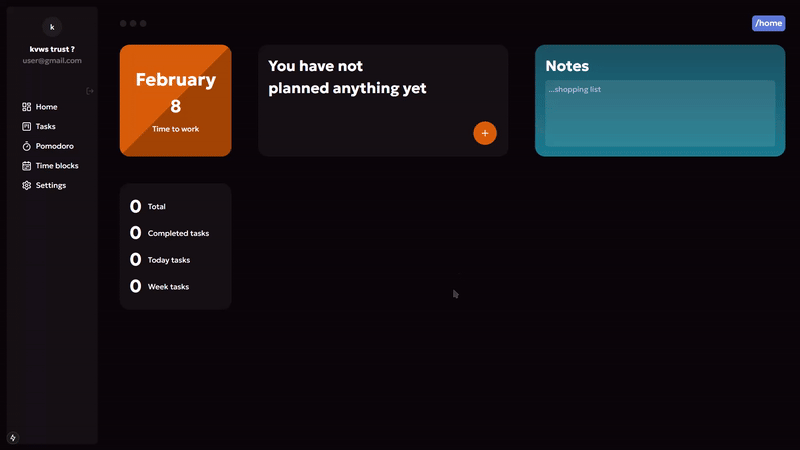 k
kvws trust ?
user@gmail.com
Home
Tasks
Pomodoro
Time blocks
Settings
/home
February
8
Time to work
You have not
planned anything yet
Notes
...shopping list
0 Total
0 Completed tasks
0 Today tasks
0 Week tasks